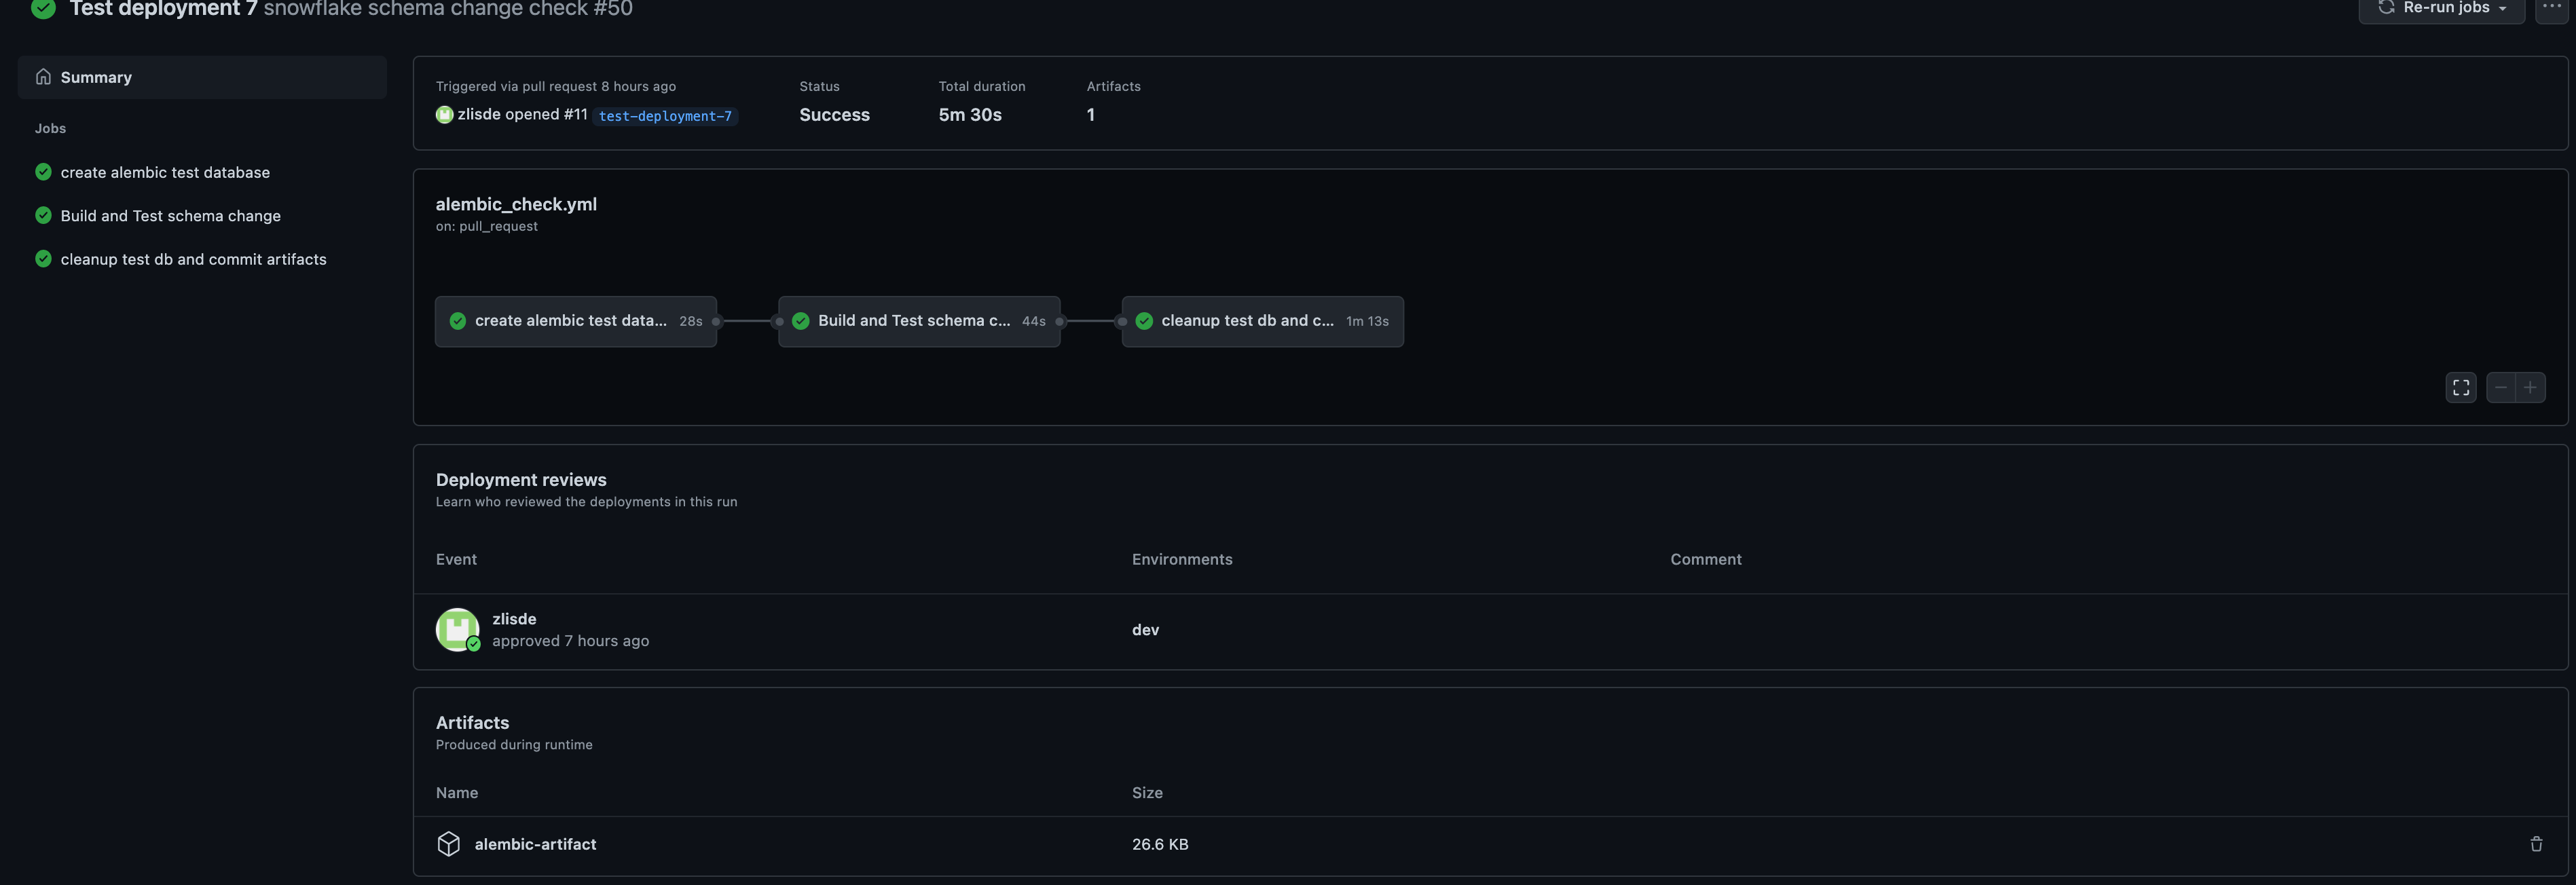 Test deployment 7 snowflake schema change check #50
Re-run jobs
Summary
Jobs
create alembic test database
Build and Test schema change
cleanup test db and commit artifacts
Triggered via pull request 8 hours ago
zlisde opened #11 test-deployment-7
Status
Success
Total duration
5m 30s
Artifacts
1
alembic_check.yml
on: pull_request
create alembic test data... 28s
Build and Test schema c... 44s
cleanup test db and c... 1m 13s
Deployment reviews
Learn who reviewed the deployments in this run
Event Environments Comment
zlisde
approved 7 hours ago
dev
Artifacts
Produced during runtime
Name Size
alembic-artifact 26.6 KB